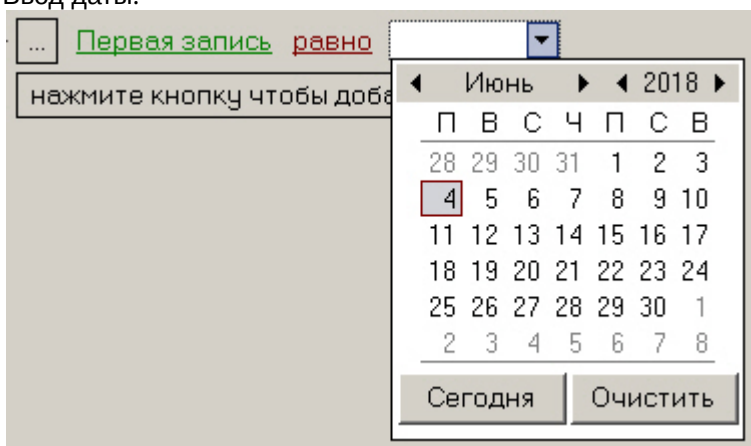 Ввод даты:
... Первая запись равно
нажмите кнопку чтобы доба
Июнь 2018
П В С Ч П С В
28 29 30 31 1 2 3
4 5 6 7 8 9 10
11 12 13 14 15 16 17
18 19 20 21 22 23 24
25 26 27 28 29 30 1
2 3 4 5 6 7 8
Сегодня Очистить